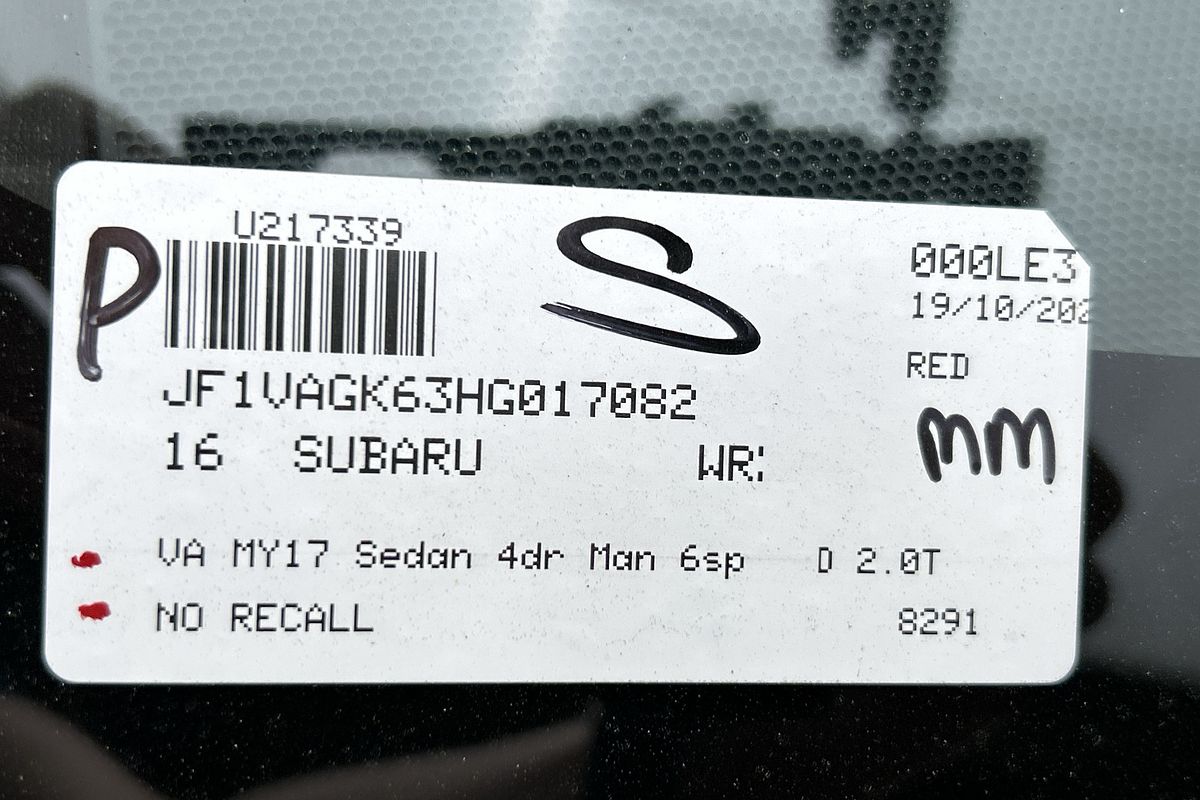 P
U217339
S
000LE3
19/10/202
RED
JF1VAGK63HG017082
MM
16 SUBARU WR:
VA MY17 Sedan 4dr Man 6sp D 2.0T
NO RECALL 8291